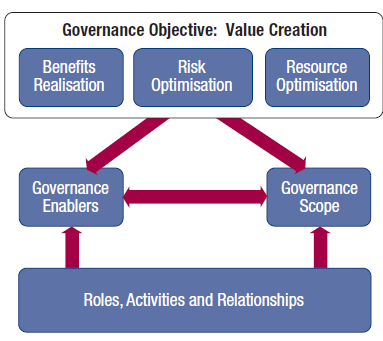 Governance Objective: Value Creation
Benefits
Realisation
Risk
Optimisation
Resource
Optimisation
Governance
Enablers
Governance
Scope
Roles, Activities and Relationships